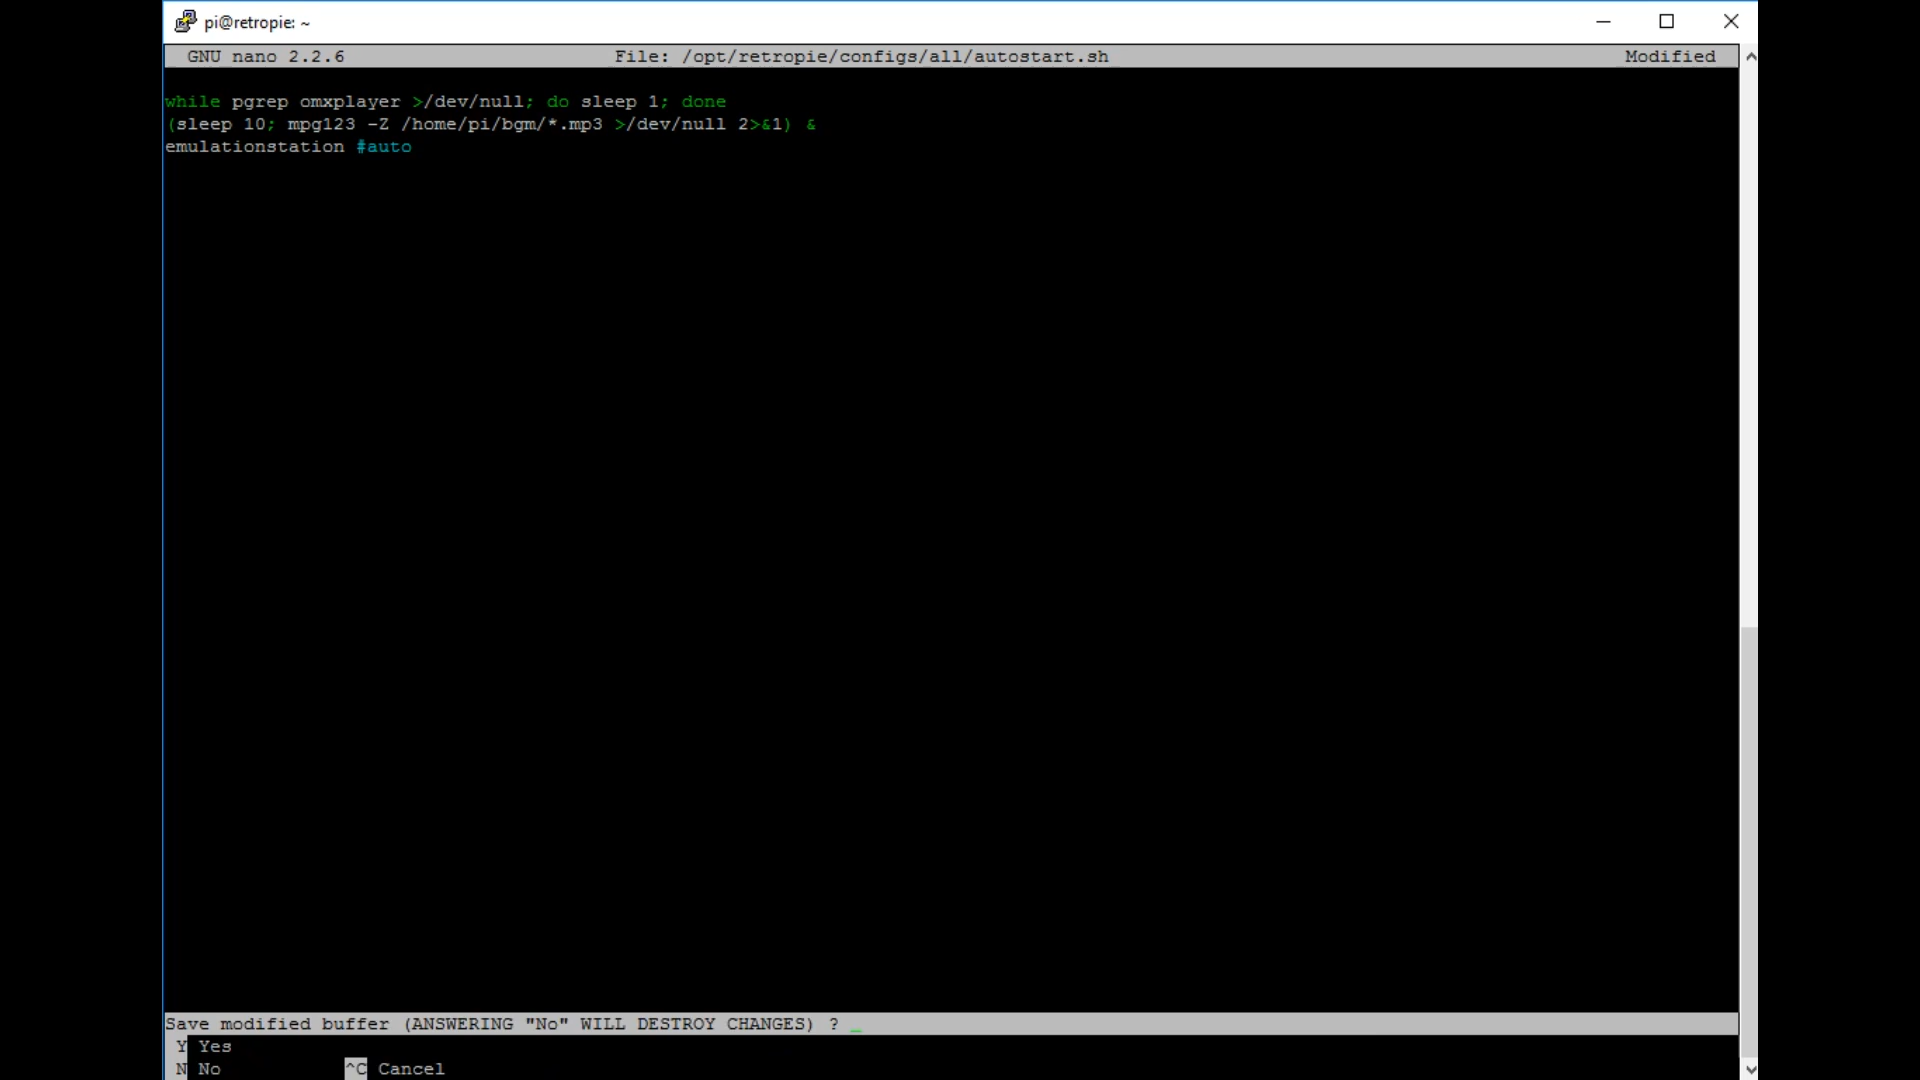 pi@retropie: ~
GNU nano 2.2.6 File: /opt/retropie/configs/all/autostart.sh Modified
while pgrep omxplayer >/dev/null; do sleep 1; done
(sleep 10; mpg123 -Z /home/pi/bgm/*.mp3 >/dev/null 2>&1) &
emulationstation #auto
Save modified buffer (ANSWERING "No" WILL DESTROY CHANGES) ? _
Y Yes
N No ^C Cancel